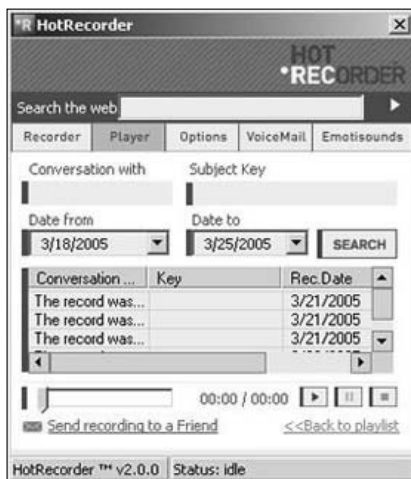 *R HotRecorder
HOT
*RECORDER
Search the web
Recorder Player Options VoiceMail Emotisounds
Conversation with Subject Key
Date from Date to
3/18/2005 3/25/2005 SEARCH
Conversation ... Key Rec.Date
The record was... 3/21/2005
The record was... 3/21/2005
The record was... 3/21/2005
00:00 / 00:00
Send recording to a Friend <<Back to playlist
HotRecorder ™ v2.0.0 Status: idle